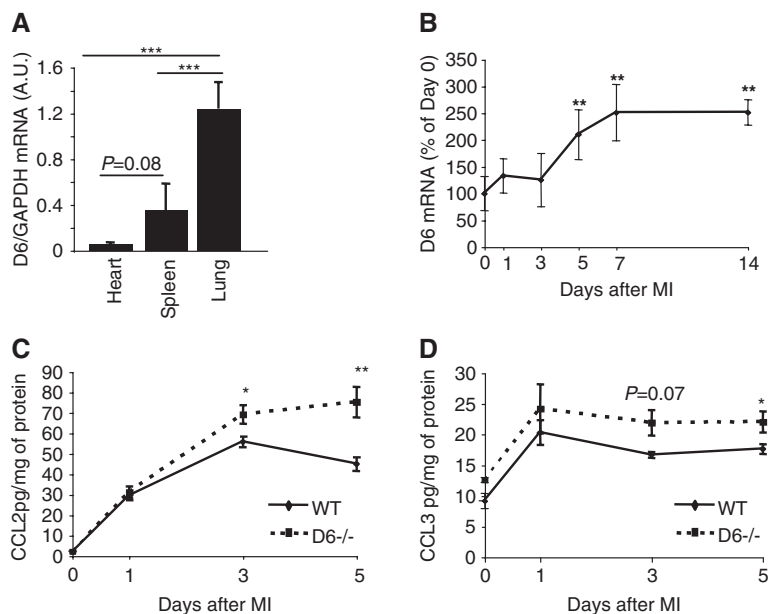 A
***
***
P=0.08
D6/GAPDH mRNA (A.U.)
1.6
1.2
0.8
0.4
0
Heart
Spleen
Lung
B
D6 mRNA (% of Day 0)
350
300
250
200
150
100
50
0
**
**
**
0 1 3 5 7 14
Days after MI
C
CCL2pg/mg of protein
90
80
70
60
50
40
30
20
10
0
*
**
WT
D6-/-
0 1 3 5
Days after MI
D
CCL3 pg/mg of protein
30
25
20
15
10
5
0
P=0.07
*
WT
D6-/-
0 1 3 5
Days after MI